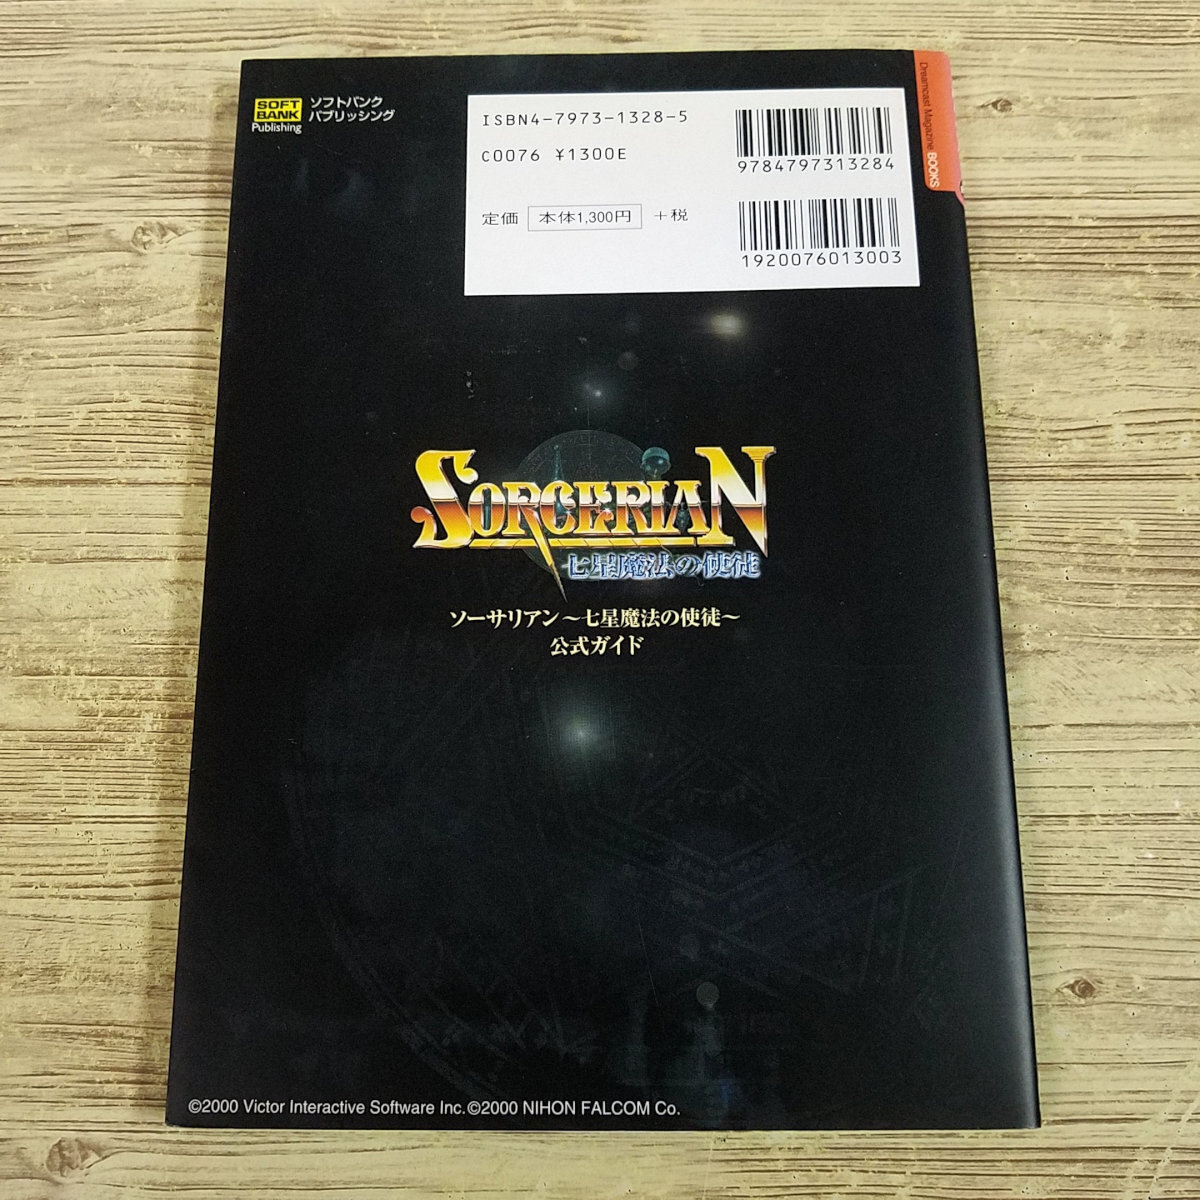 SOFT
BANK
Publishing
ソフトバンク
パブリッシング
ISBN4-7973-1328-5
C0076 ¥1300E
定価 本体1,300円 +税
9784797313284
1920076013003
Dreamcast Magazine BOOKS
SORCERIAN
七星魔法の使徒
ソーサリアン～七星魔法の使徒～
公式ガイド
©2000 Victor Interactive Software Inc.©2000 NIHON FALCOM Co.